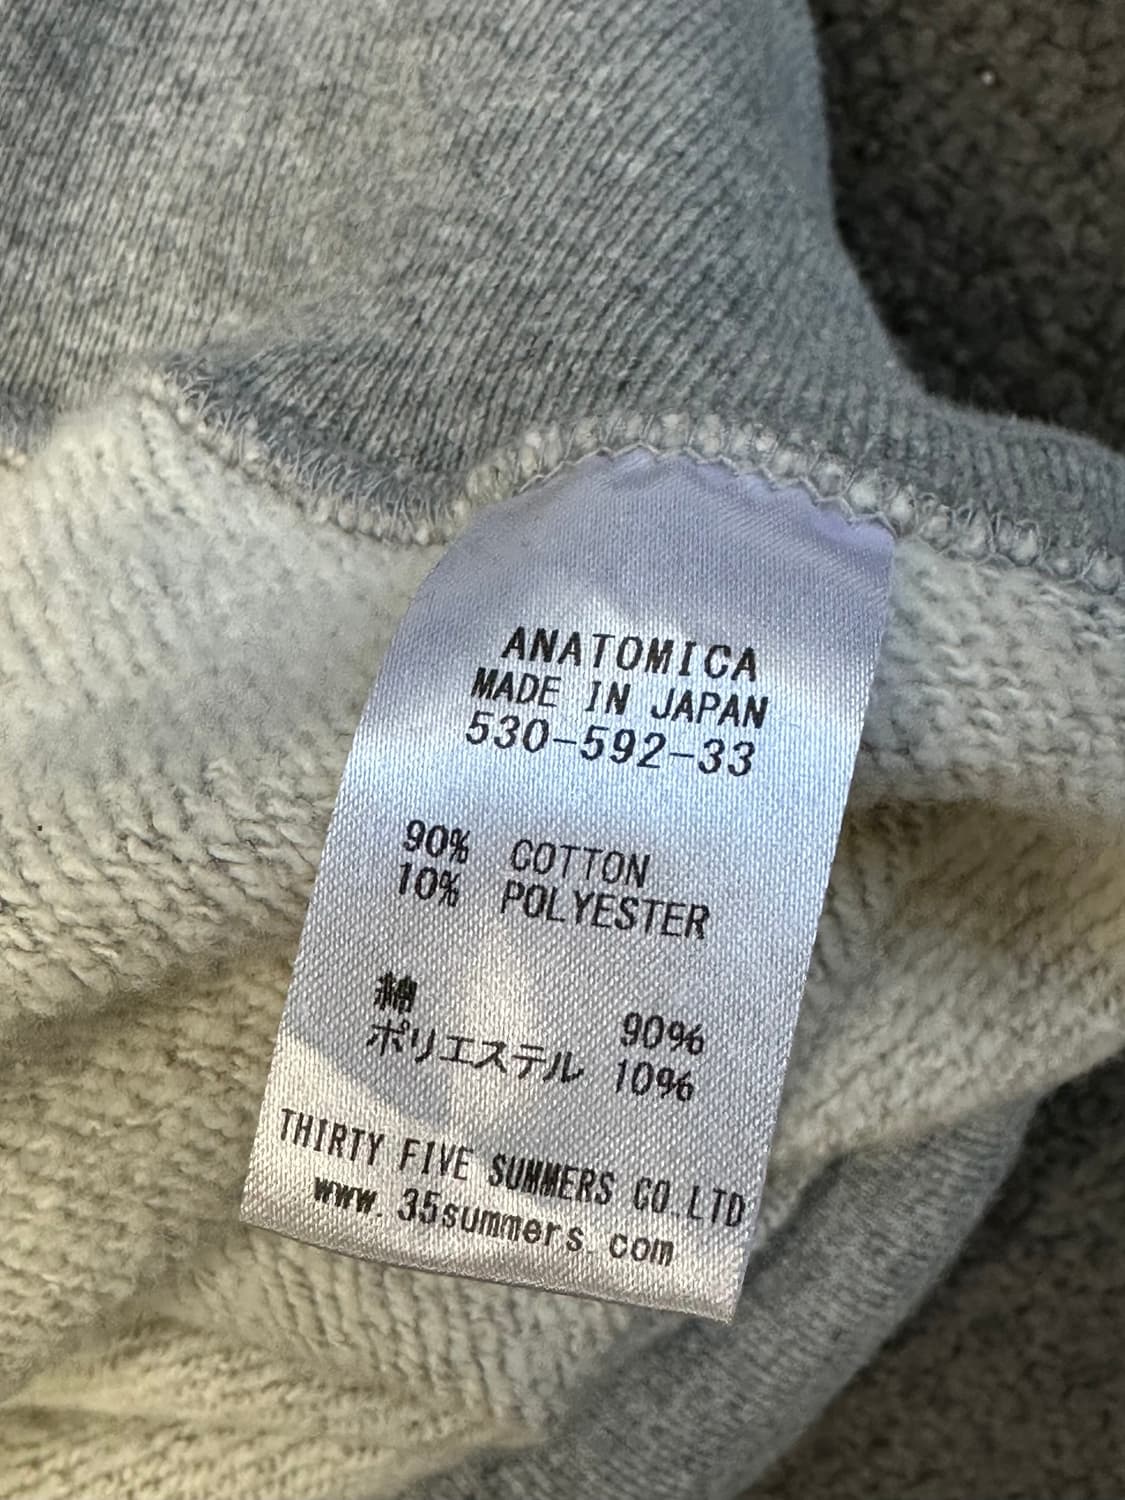 ANATOMICA
MADE IN JAPAN
530-592-33
90% COTTON
10% POLYESTER
綿 90%
ポリエステル 10%
THIRTY FIVE SUMMERS CO.LTD
www.35summers.com